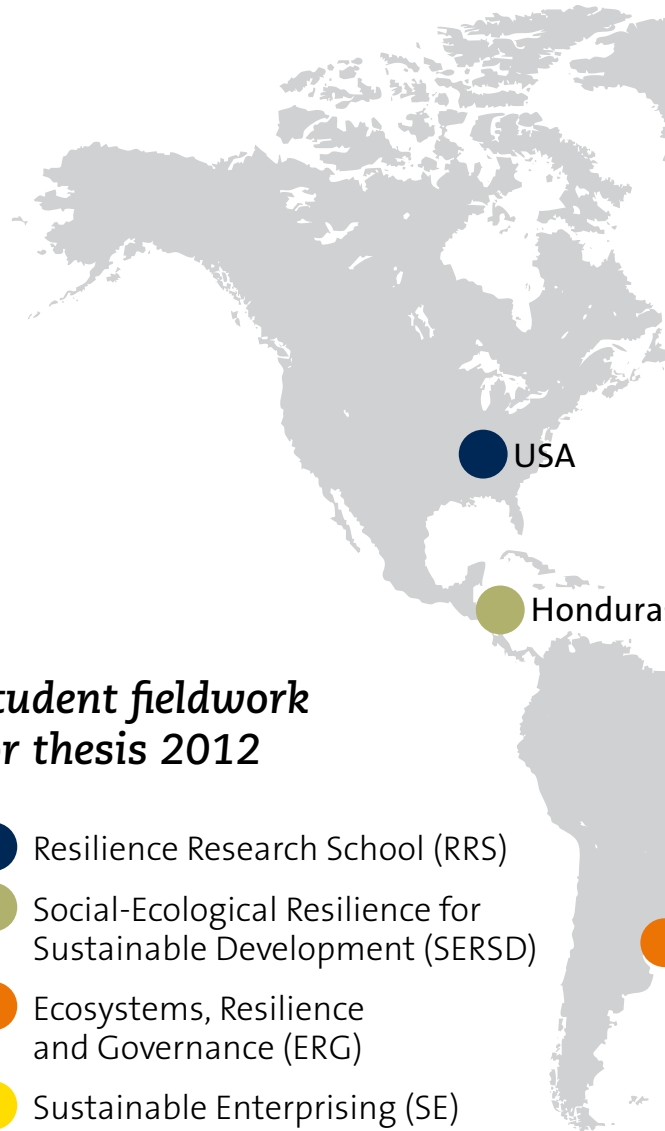 USA
Hondura
tudent fieldwork
r thesis 2012
Resilience Research School (RRS)
Social-Ecological Resilience for
Sustainable Development (SERSD)
Ecosystems, Resilience
and Governance (ERG)
Sustainable Enterprising (SE)